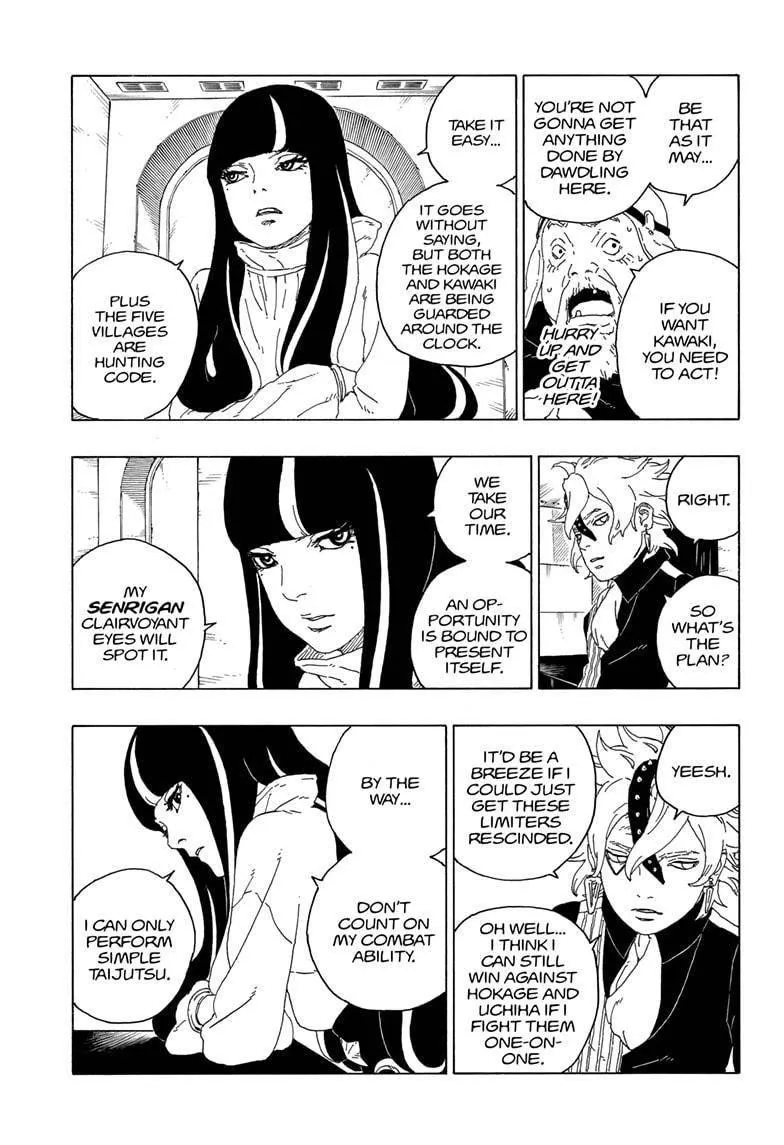 BE
THAT
AS IT
MAY...
YOU'RE NOT
GONNA GET
ANYTHING
DONE BY
DAWDLING
HERE.
IF YOU
WANT
KAWAKI,
YOU NEED
TO ACT!
HURRY
UP AND
GET
OUTTA
HERE!
TAKE IT
EASY...
IT GOES
WITHOUT
SAYING,
BUT BOTH
THE HOKAGE
AND KAWAKI
ARE BEING
GUARDED
AROUND THE
CLOCK.
PLUS
THE FIVE
VILLAGES
ARE
HUNTING
CODE.
RIGHT.
SO
WHAT'S
THE
PLAN?
WE
TAKE
OUR
TIME.
AN OP-
PORTUNITY
IS BOUND TO
PRESENT
ITSELF.
MY
SENRIGAN
CLAIRVOYANT
EYES WILL
SPOT IT.
YEESH.
IT'D BE A
BREEZE IF I
COULD JUST
GET THESE
LIMITERS
RESCINDED.
OH WELL...
I THINK I
CAN STILL
WIN AGAINST
HOKAGE AND
UCHIHA IF I
FIGHT THEM
ONE-ON-
ONE.
BY THE
WAY...
DON'T
COUNT ON
MY COMBAT
ABILITY.
I CAN ONLY
PERFORM
SIMPLE
TAIJUTSU.